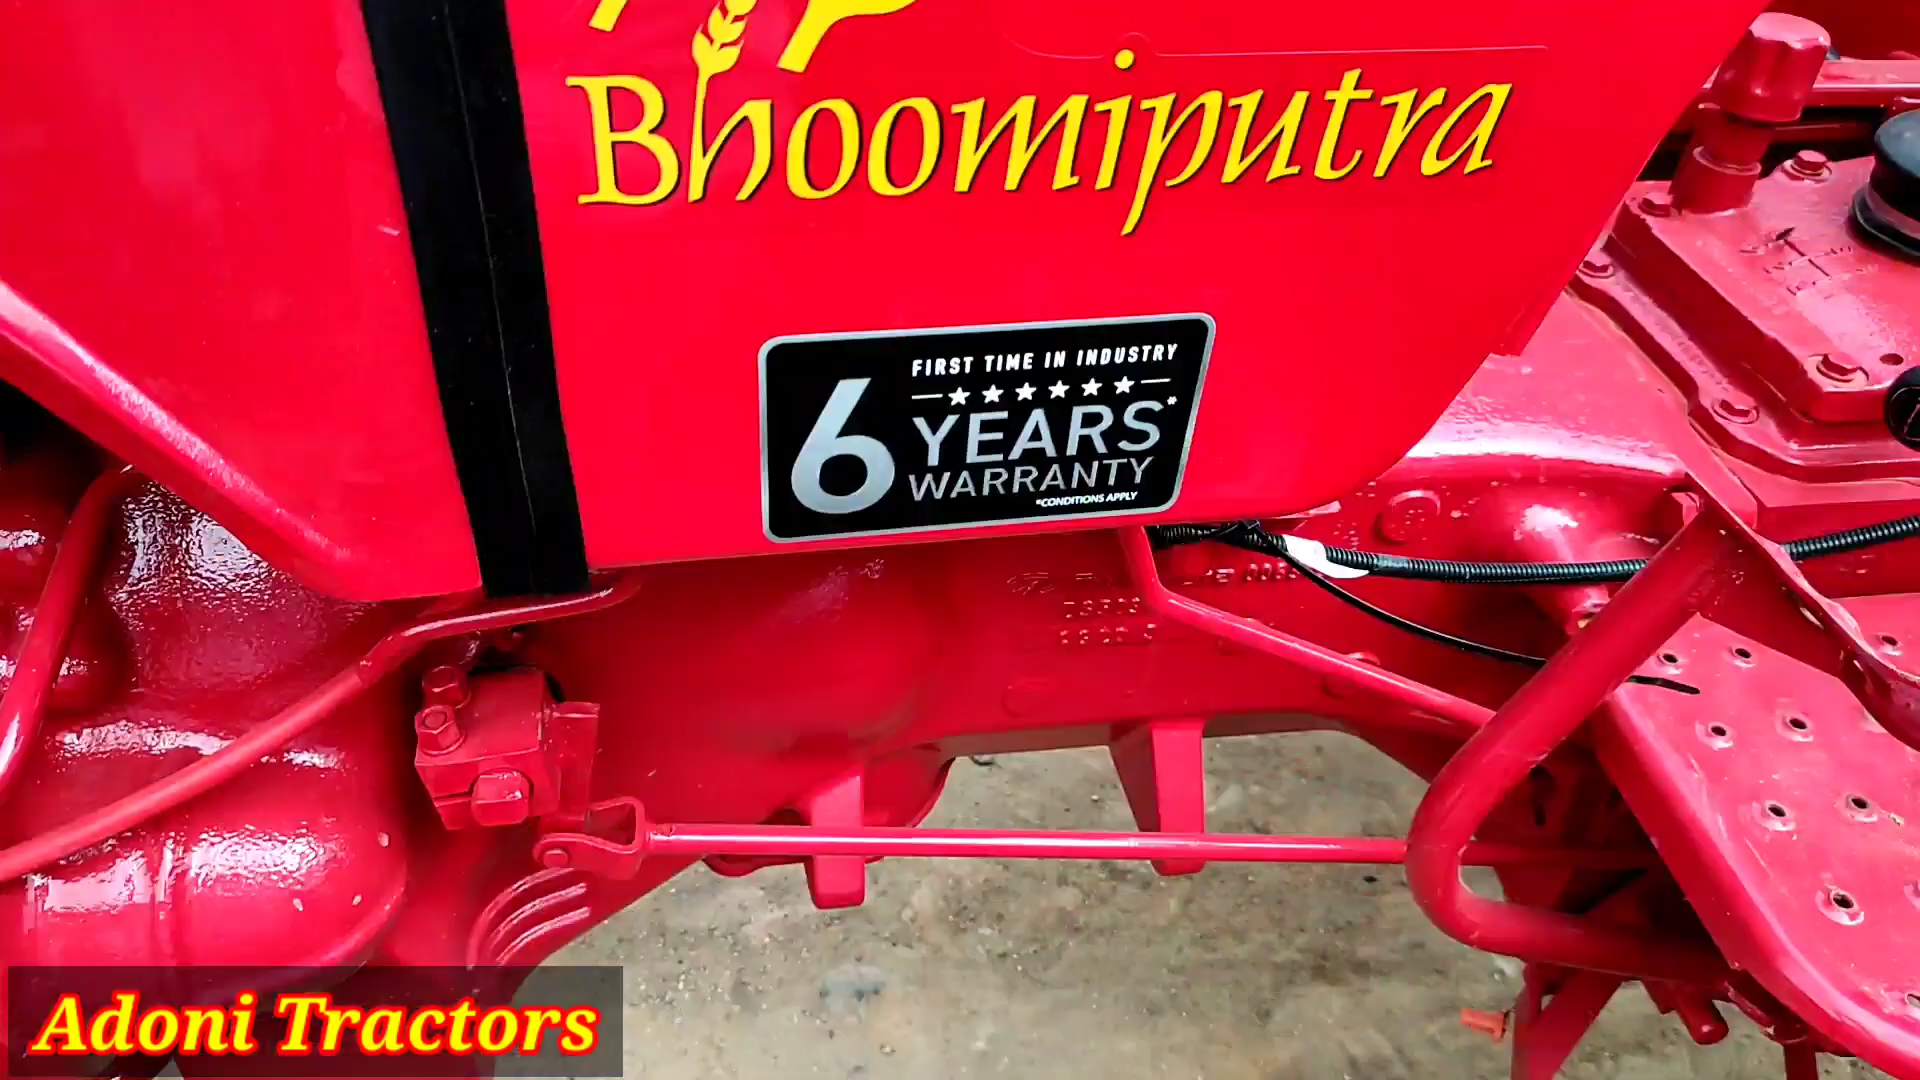 Bhoomiputra
FIRST TIME IN INDUSTRY
6 YEARS*
WARRANTY
*CONDITIONS APPLY
Adoni Tractors